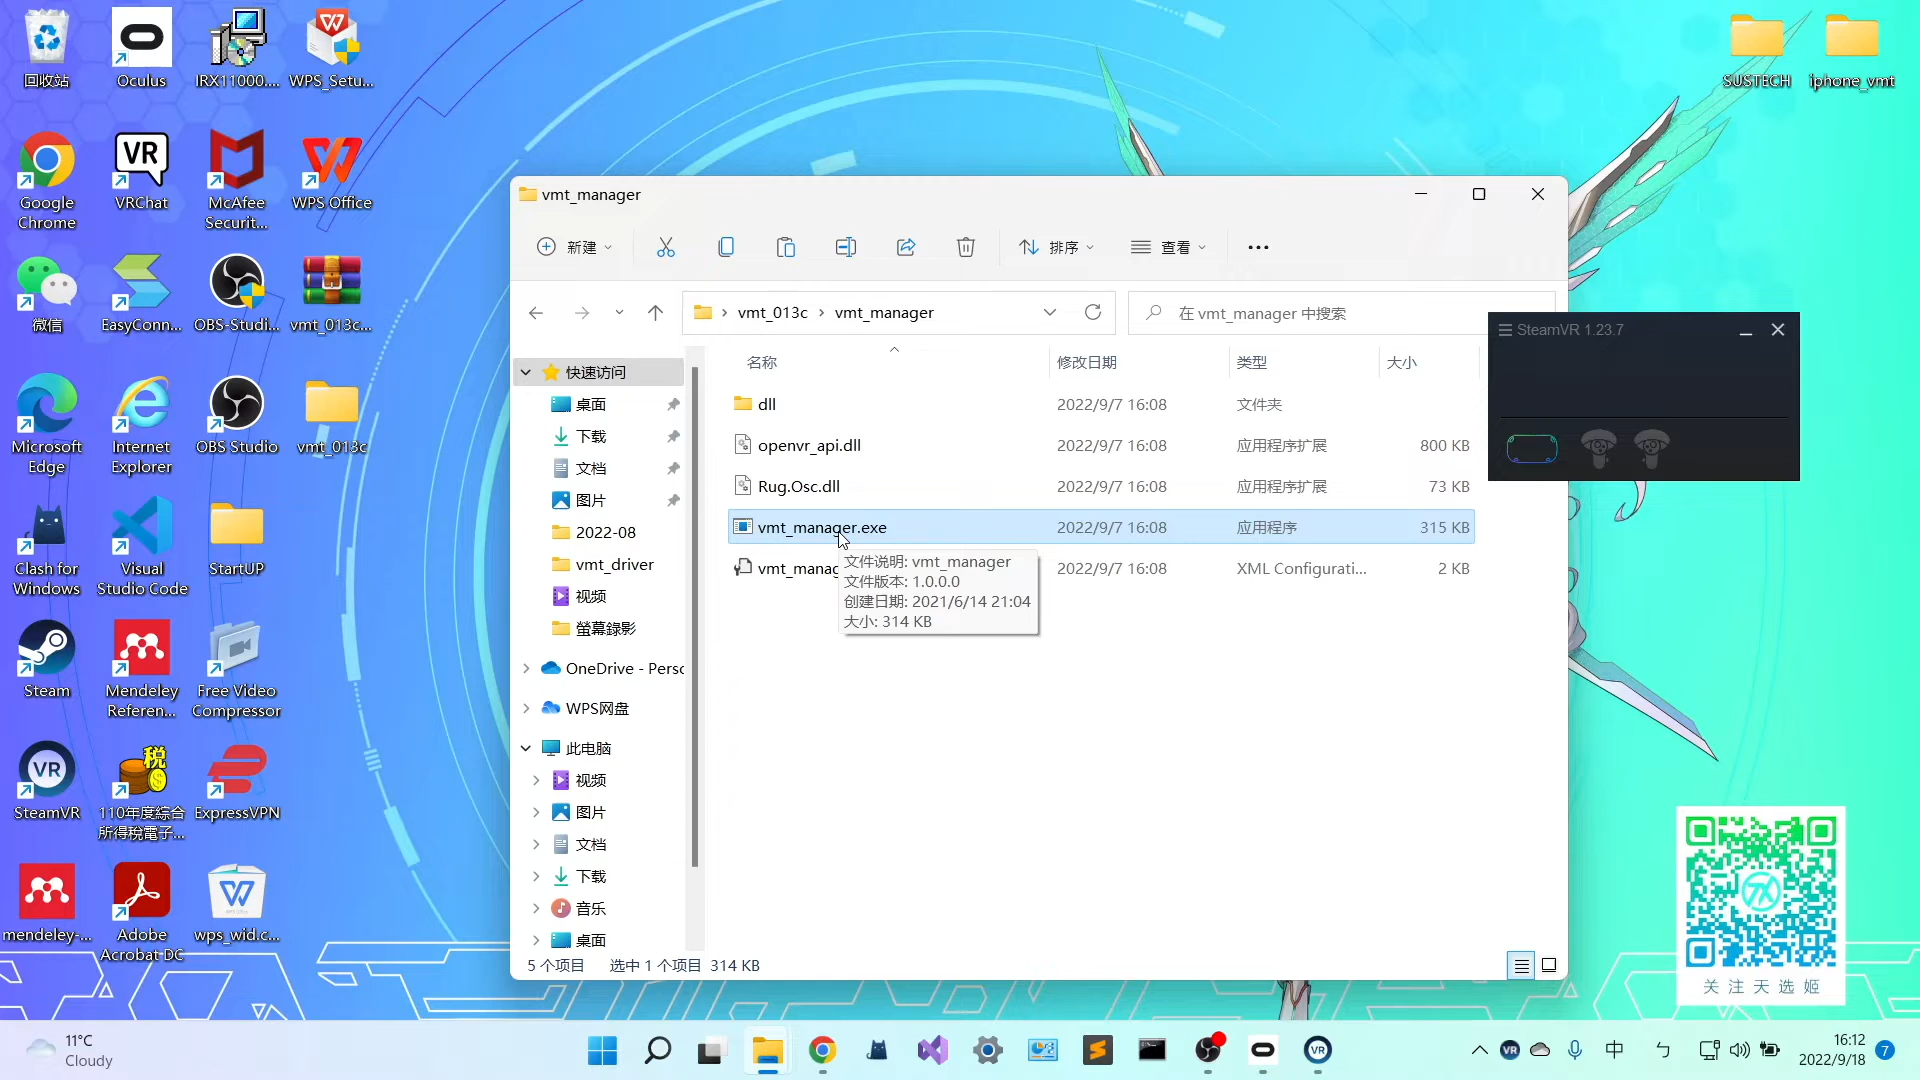 回收站
Oculus
IRX11000....
WPS_Setu...
SUSTECH
iphone_vmt
Google
Chrome
VR
VRChat
McAfee
Securit...
WPS Office
微信
EasyConn...
OBS-Studi...
vmt_013c...
Microsoft
Edge
Internet
Explorer
OBS Studio
vmt_013c
Clash for
Windows
Visual
Studio Code
StartUP
Steam
Mendeley
Referen...
Free Video
Compressor
VR
SteamVR
税
110年度綜合
所得稅電子...
ExpressVPN
mendeley-...
Adobe
Acrobat DC
wps_wid.c...
vmt_manager
新建
排序
查看
vmt_013c
vmt_manager
在 vmt_manager 中搜索
快速访问
桌面
下载
文档
图片
2022-08
vmt_driver
视频
螢幕錄影
OneDrive - Perso
WPS网盘
此电脑
视频
图片
文档
下载
音乐
桌面
名称
修改日期
类型
大小
dll
2022/9/7 16:08
文件夹
openvr_api.dll
2022/9/7 16:08
应用程序扩展
800 KB
Rug.Osc.dll
2022/9/7 16:08
应用程序扩展
73 KB
vmt_manager.exe
2022/9/7 16:08
应用程序
315 KB
vmt_manag
2022/9/7 16:08
XML Configurati...
2 KB
文件说明: vmt_manager
文件版本: 1.0.0.0
创建日期: 2021/6/14 21:04
大小: 314 KB
5 个项目
选中 1 个项目 314 KB
SteamVR 1.23.7
关注天选姬
11°C
Cloudy
VR
VR
中
ㄅ
16:12
2022/9/18
7